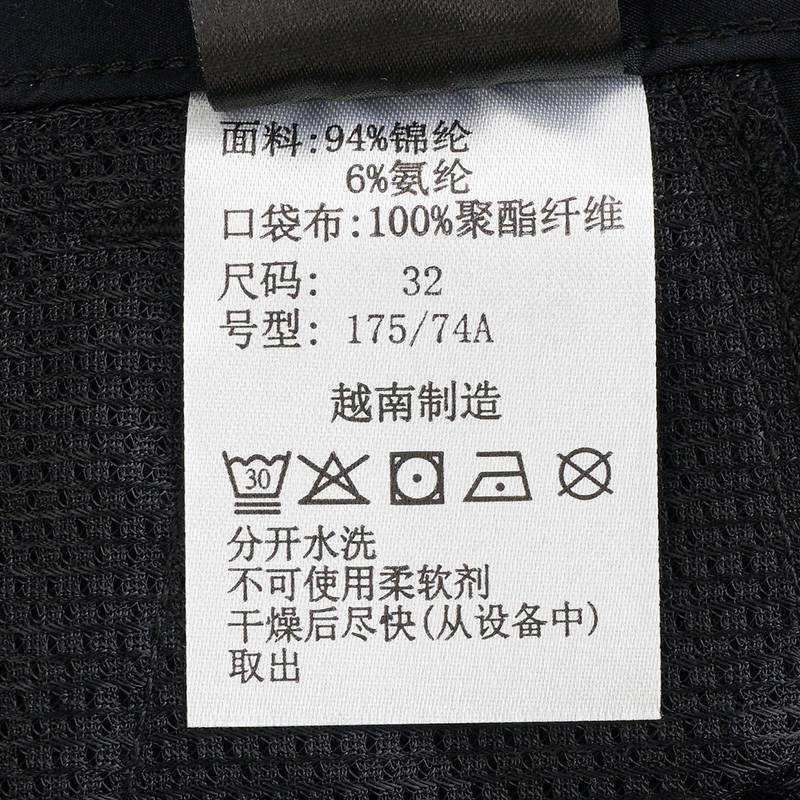 面料:94%锦纶
6%氨纶
口袋布:100%聚酯纤维
尺码: 32
号型: 175/74A
越南制造
30
分开水洗
不可使用柔软剂
干燥后尽快(从设备中)
取出